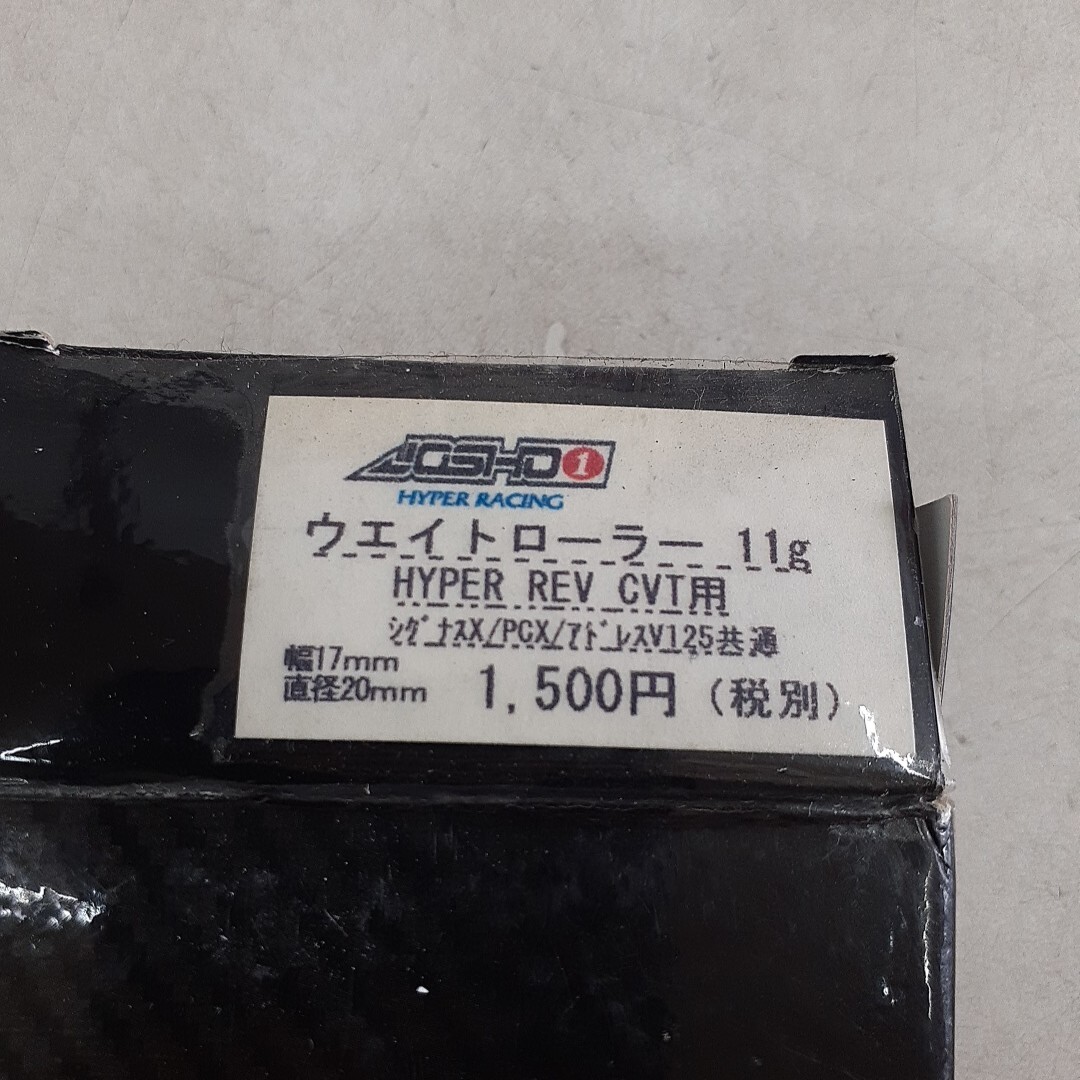 JOSHO1
HYPER RACING
ウエイトローラー 11g
HYPER REV CVT用
ｼｸﾞﾅｽX/PCX/ｱﾄﾞﾚｽV125共通
幅17mm
直径20mm 1,500円 (税別)